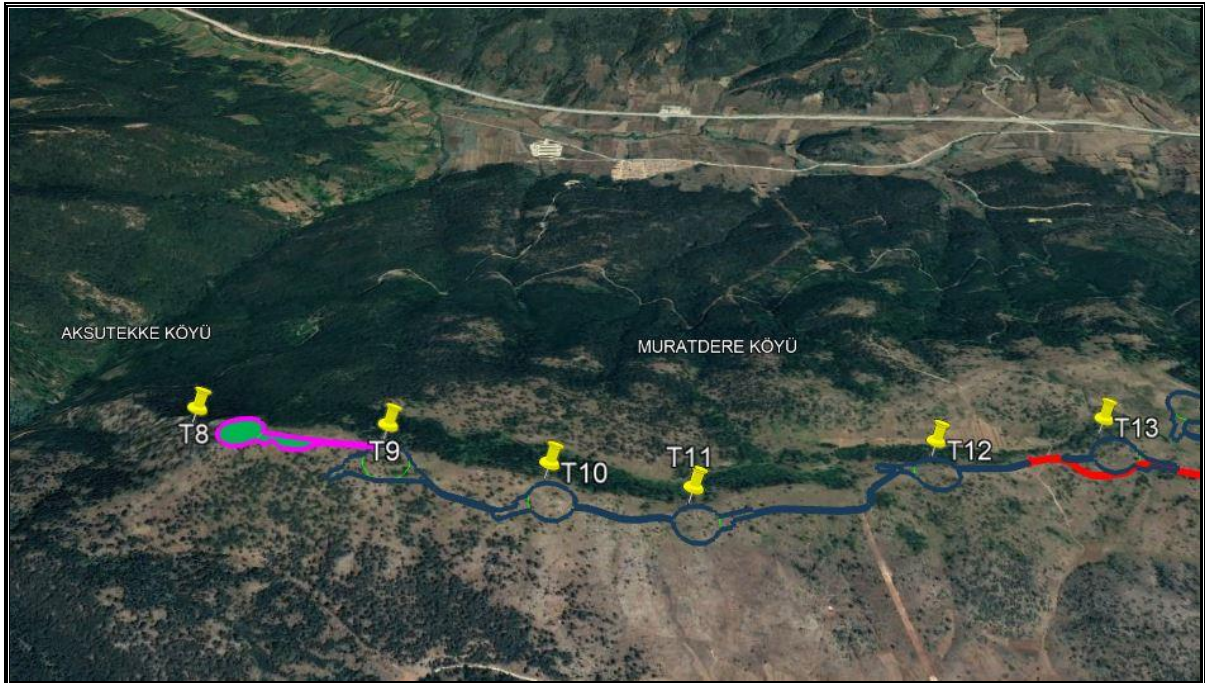 AKSUTEKKE KÖYÜ
MURATDERE KÖYÜ
T8
T9
T10
T11
T12
T13